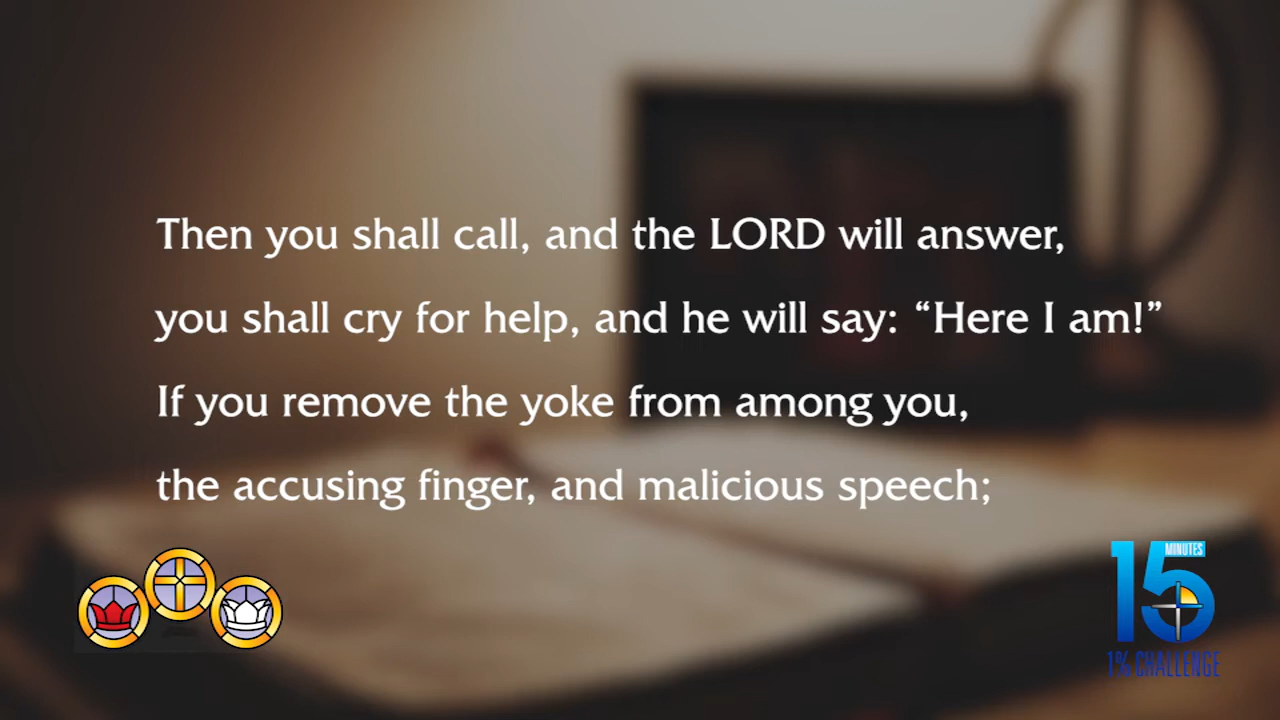 Then you shall call, and the LORD will answer,
you shall cry for help, and he will say: “Here I am!”
If you remove the yoke from among you,
the accusing finger, and malicious speech;
15
MINUTES
1% CHALLENGE